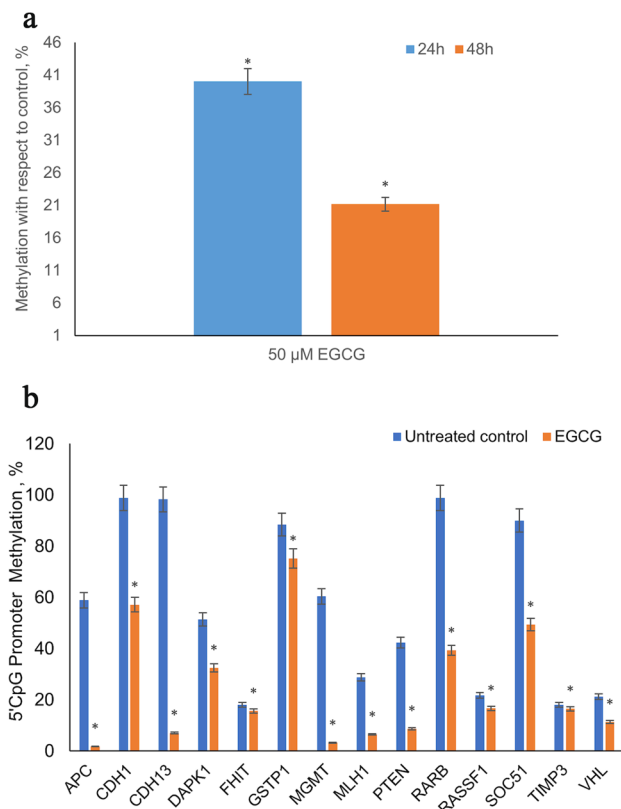 a
Methylation with respect to control, %
46
41
36
31
26
21
16
11
6
1
24h 48h
*
*
50 µM EGCG
b
5'CpG Promoter Methylation , %
120
100
80
60
40
20
0
Untreated control EGCG
* * * * * * * * * * * * * *
APC CDH1 CDH13 DAPK1 FHIT GSTP1 MGMT MLH1 PTEN RARB RASSF1 SOC51 TIMP3 VHL